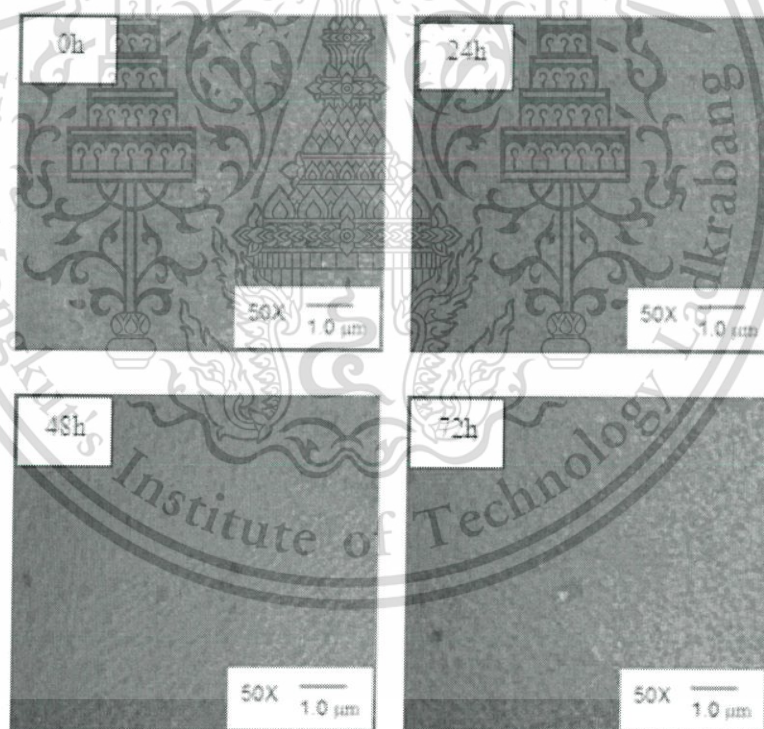 0h
24h
50X
1.0 µm
50X
1.0 µm
48h
72h
50X
1.0 µm
50X
1.0 µm
Institute of Technology Ladkrabang